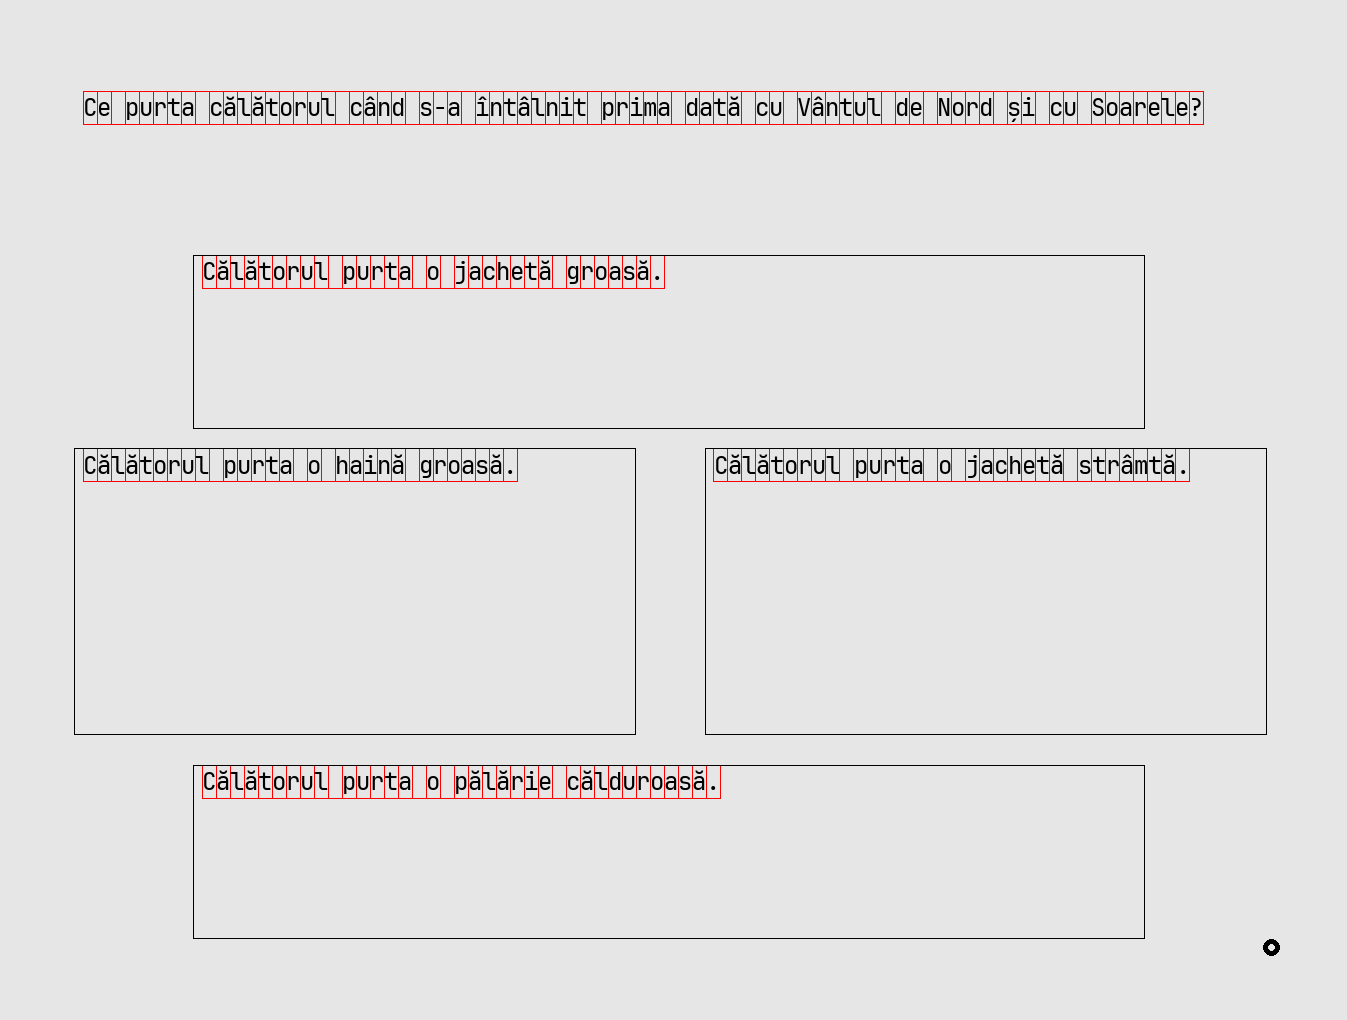 Ce purta călătorul când s-a întâlnit prima dată cu Vântul de Nord și cu Soarele?
Călătorul purta o jachetă groasă.
Călătorul purta o haină groasă.
Călătorul purta o jachetă strâmtă.
Călătorul purta o pălărie călduroasă.